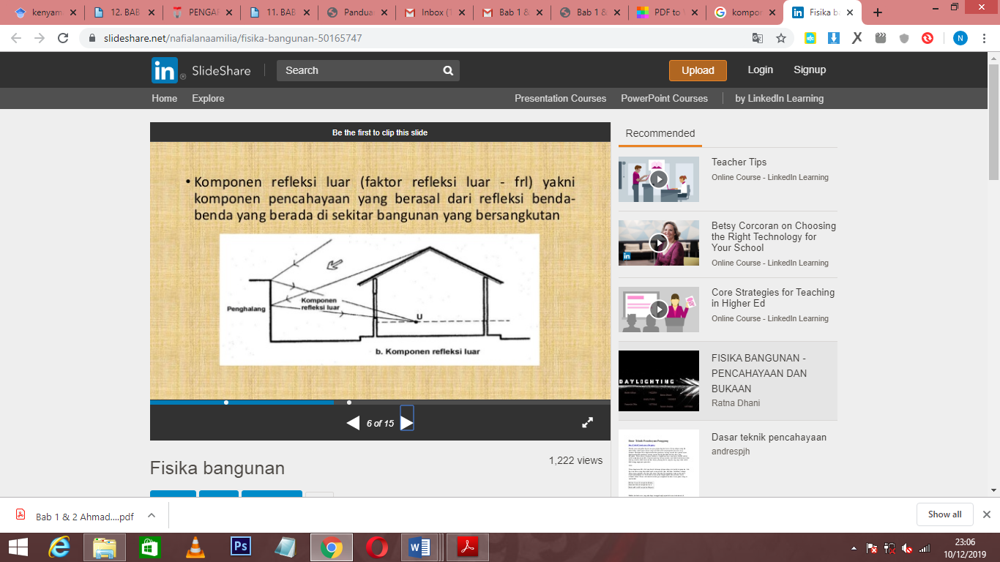 kenyam
12. BAB
PENGAR
11. BAB
Panduan
Inbox (1
Bab 1 &
Bab 1 &
PDF to
kompor
Fisika b
slideshare.net/nafialanaamilia/fisika-bangunan-50165747
N
in SlideShare
Search
Upload
Login
Signup
Home
Explore
Presentation Courses
PowerPoint Courses
by LinkedIn Learning
Be the first to clip this slide
• Komponen refleksi luar (faktor refleksi luar - frl) yakni
komponen pencahayaan yang berasal dari refleksi benda-
benda yang berada di sekitar bangunan yang bersangkutan
Penghalang
Komponen
refleksi luar
U
b. Komponen refleksi luar
6 of 15
Fisika bangunan
1,222 views
Recommended
Teacher Tips
Online Course - LinkedIn Learning
Betsy Corcoran on Choosing
the Right Technology for
Your School
Online Course - LinkedIn Learning
Core Strategies for Teaching
in Higher Ed
Online Course - LinkedIn Learning
DAYLIGHTING
FISIKA BANGUNAN -
PENCAHAYAAN DAN
BUKAAN
Ratna Dhani
Dasar teknik pencahayaan
andrespjh
Bab 1 & 2 Ahmad....pdf
Show all
23:06
10/12/2019